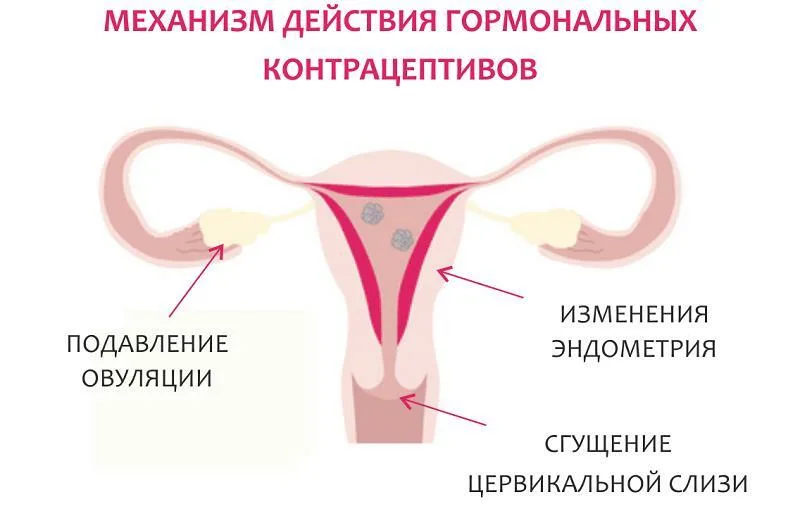 МЕХАНИЗМ ДЕЙСТВИЯ ГОРМОНАЛЬНЫХ
КОНТРАЦЕПТИВОВ
ПОДАВЛЕНИЕ
ОВУЛЯЦИИ
ИЗМЕНЕНИЯ
ЭНДОМЕТРИЯ
СГУЩЕНИЕ
ЦЕРВИКАЛЬНОЙ СЛИЗИ